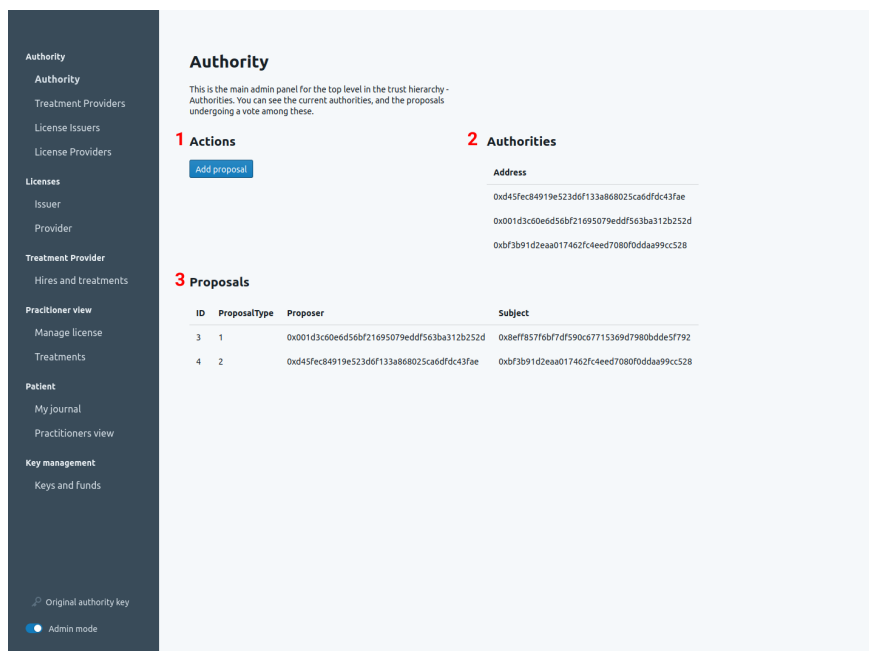 Authority
Authority
Treatment Providers
License Issuers
License Providers
Licenses
Issuer
Provider
Treatment Provider
Hires and treatments
Practitioner view
Manage license
Treatments
Patient
My journal
Practitioners view
Key management
Keys and funds
Original authority key
Admin mode
Authority
This is the main admin panel for the top level in the trust hierarchy -
Authorities. You can see the current authorities, and the proposals
undergoing a vote among these.
1 Actions
Add proposal
2 Authorities
Address
0xd45fec84919e523d6f133a868025ca6dfdc43fae
0x001d3c60e6d56bf21695079eddf563ba312b252d
0xbf3b91d2eaa017462fc4eed7080f0ddaa99cc528
3 Proposals
ID ProposalType Proposer Subject
3 1 0x001d3c60e6d56bf21695079eddf563ba312b252d 0x8eff857f6bf7df590c67715369d7980bdde5f792
4 2 0xd45fec84919e523d6f133a868025ca6dfdc43fae 0xbf3b91d2eaa017462fc4eed7080f0ddaa99cc528